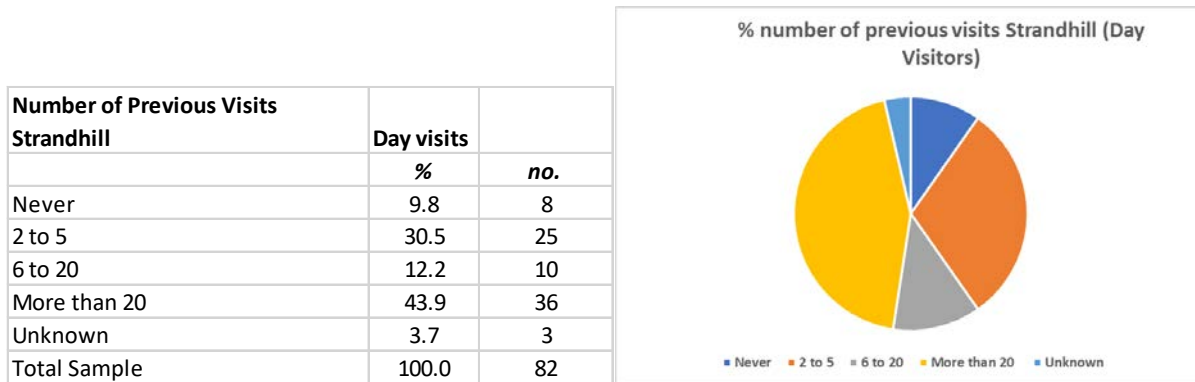 Number of Previous Visits
Strandhill Day visits
% no.
Never 9.8 8
2 to 5 30.5 25
6 to 20 12.2 10
More than 20 43.9 36
Unknown 3.7 3
Total Sample 100.0 82
% number of previous visits Strandhill (Day
Visitors)
Never 2 to 5 6 to 20 More than 20 Unknown